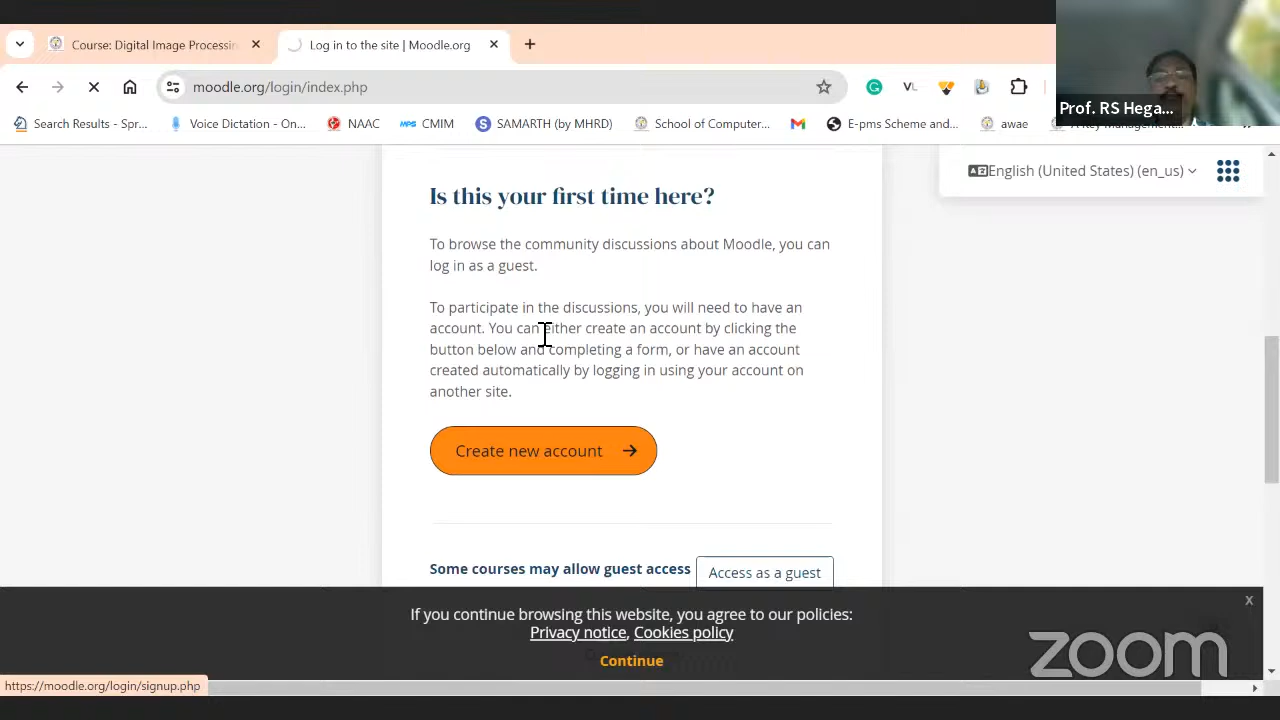 Course: Digital Image Processin
Log in to the site | Moodle.org
moodle.org/login/index.php
Prof. RS Hega...
Search Results - Spr...
Voice Dictation - On...
NAAC
CMIM
SAMARTH (by MHRD)
School of Computer...
E-pms Scheme and...
awae
English (United States) (en_us)
Is this your first time here?
To browse the community discussions about Moodle, you can
log in as a guest.
To participate in the discussions, you will need to have an
account. You can either create an account by clicking the
button below and completing a form, or have an account
created automatically by logging in using your account on
another site.
Create new account
Some courses may allow guest access
Access as a guest
If you continue browsing this website, you agree to our policies:
Privacy notice, Cookies policy
Continue
x
zoom
https://moodle.org/login/signup.php